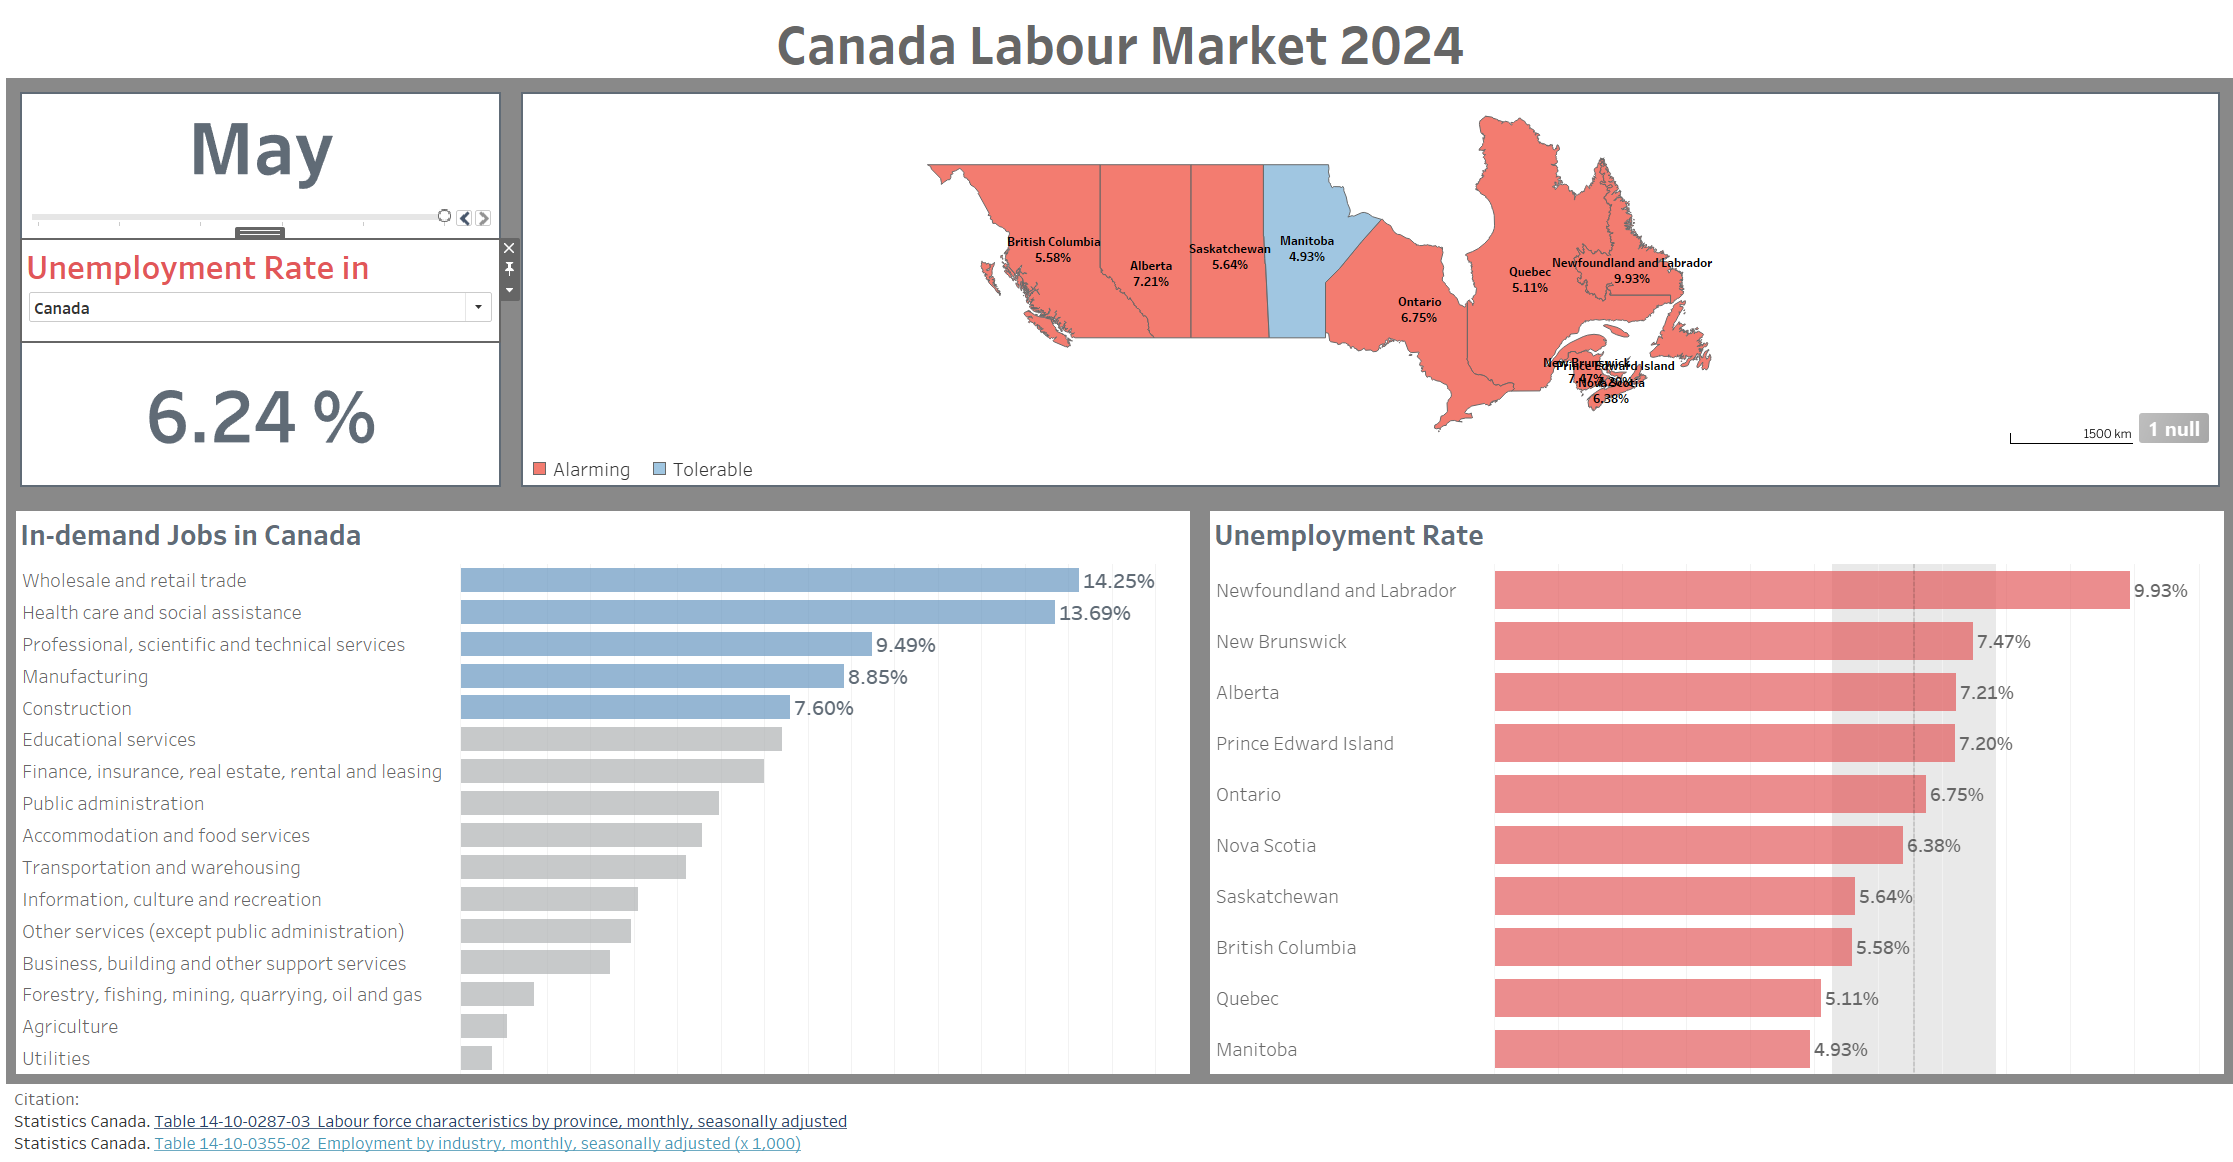 Canada Labour Market 2024
May
Unemployment Rate in
Canada
6.24 %
British Columbia
5.58%
Alberta
7.21%
Saskatchewan
5.64%
Manitoba
4.93%
Ontario
6.75%
Quebec
5.11%
Newfoundland and Labrador
9.93%
New Brunswick
7.47%
Prince Edward Island
7.20%
Nova Scotia
6.38%
1500 km
1 null
Alarming
Tolerable
In-demand Jobs in Canada
Wholesale and retail trade 14.25%
Health care and social assistance 13.69%
Professional, scientific and technical services 9.49%
Manufacturing 8.85%
Construction 7.60%
Educational services
Finance, insurance, real estate, rental and leasing
Public administration
Accommodation and food services
Transportation and warehousing
Information, culture and recreation
Other services (except public administration)
Business, building and other support services
Forestry, fishing, mining, quarrying, oil and gas
Agriculture
Utilities
Unemployment Rate
Newfoundland and Labrador 9.93%
New Brunswick 7.47%
Alberta 7.21%
Prince Edward Island 7.20%
Ontario 6.75%
Nova Scotia 6.38%
Saskatchewan 5.64%
British Columbia 5.58%
Quebec 5.11%
Manitoba 4.93%
Citation:
Statistics Canada. Table 14-10-0287-03 Labour force characteristics by province, monthly, seasonally adjusted
Statistics Canada. Table 14-10-0355-02 Employment by industry, monthly, seasonally adjusted (x 1,000)